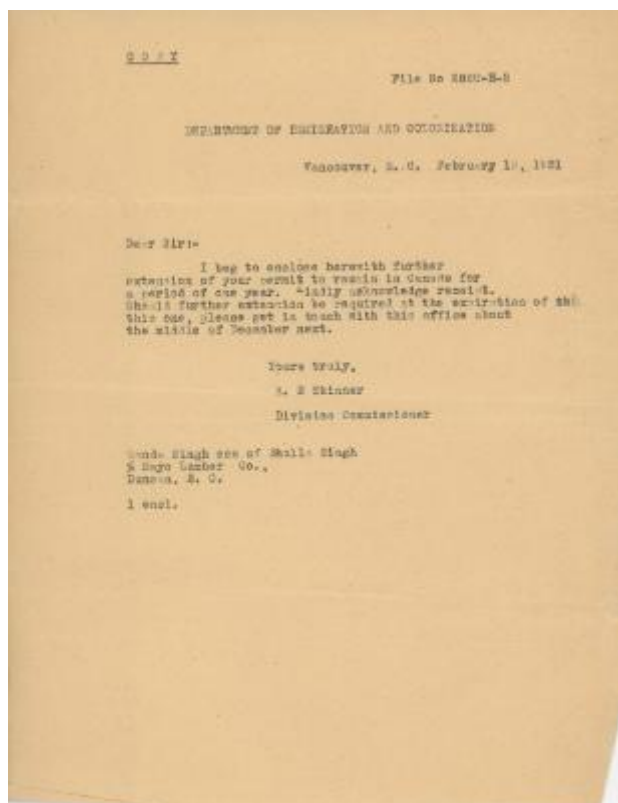 C O P Y
File No
DEPARTMENT OF IMMIGRATION AND COLONIZATION
Vancouver, B. C. February
Dear Sir:-
I beg to enclose herewith further
extension of your permit to remain in Canada for
a period of one year. Kindly acknowledge receipt.
Should further extension be required at the expiration of the
this one, please get in touch with this office about
the middle of December next.
Yours truly,
Skinner
Division Commissioner
Singh son of Singh
% Mayo Lumber Co.,
Duncan, B. C.
1 encl.